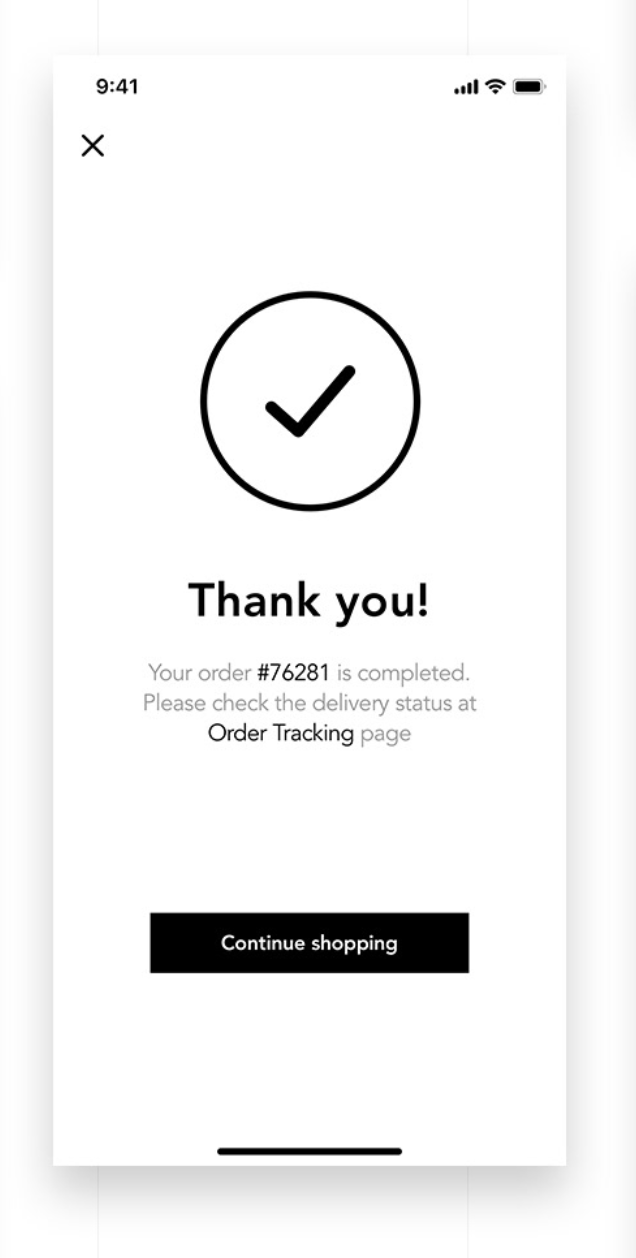 9:41
Thank you!
Your order #76281 is completed.
Please check the delivery status at
Order Tracking page
Continue shopping